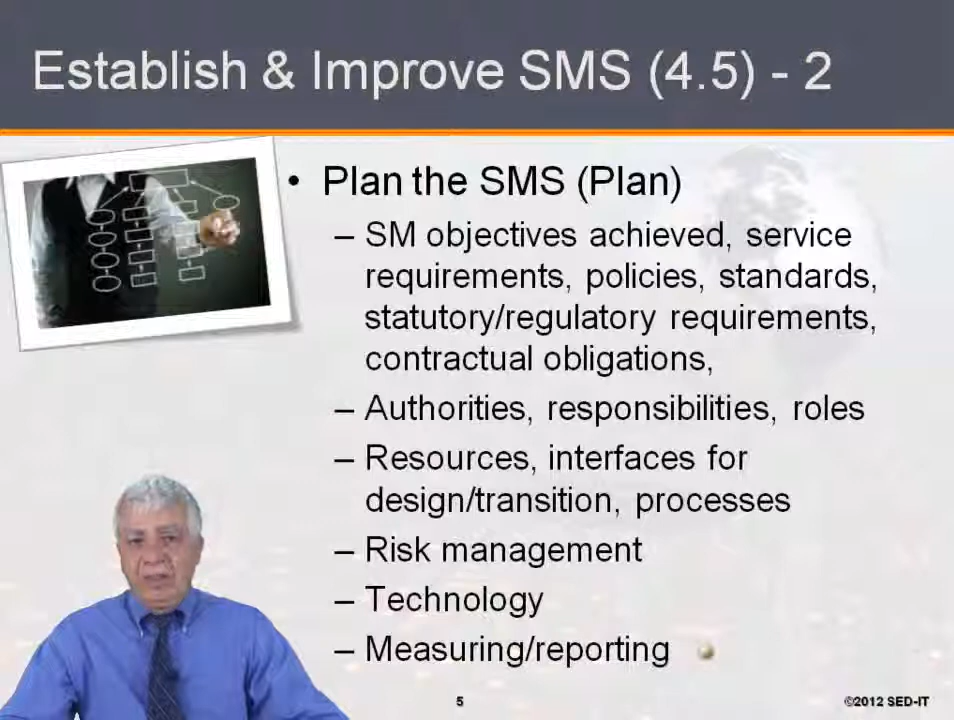 Establish & Improve SMS (4.5) - 2
• Plan the SMS (Plan)
– SM objectives achieved, service
requirements, policies, standards,
statutory/regulatory requirements,
contractual obligations,
– Authorities, responsibilities, roles
– Resources, interfaces for
design/transition, processes
– Risk management
– Technology
– Measuring/reporting
5
©2012 SED-IT